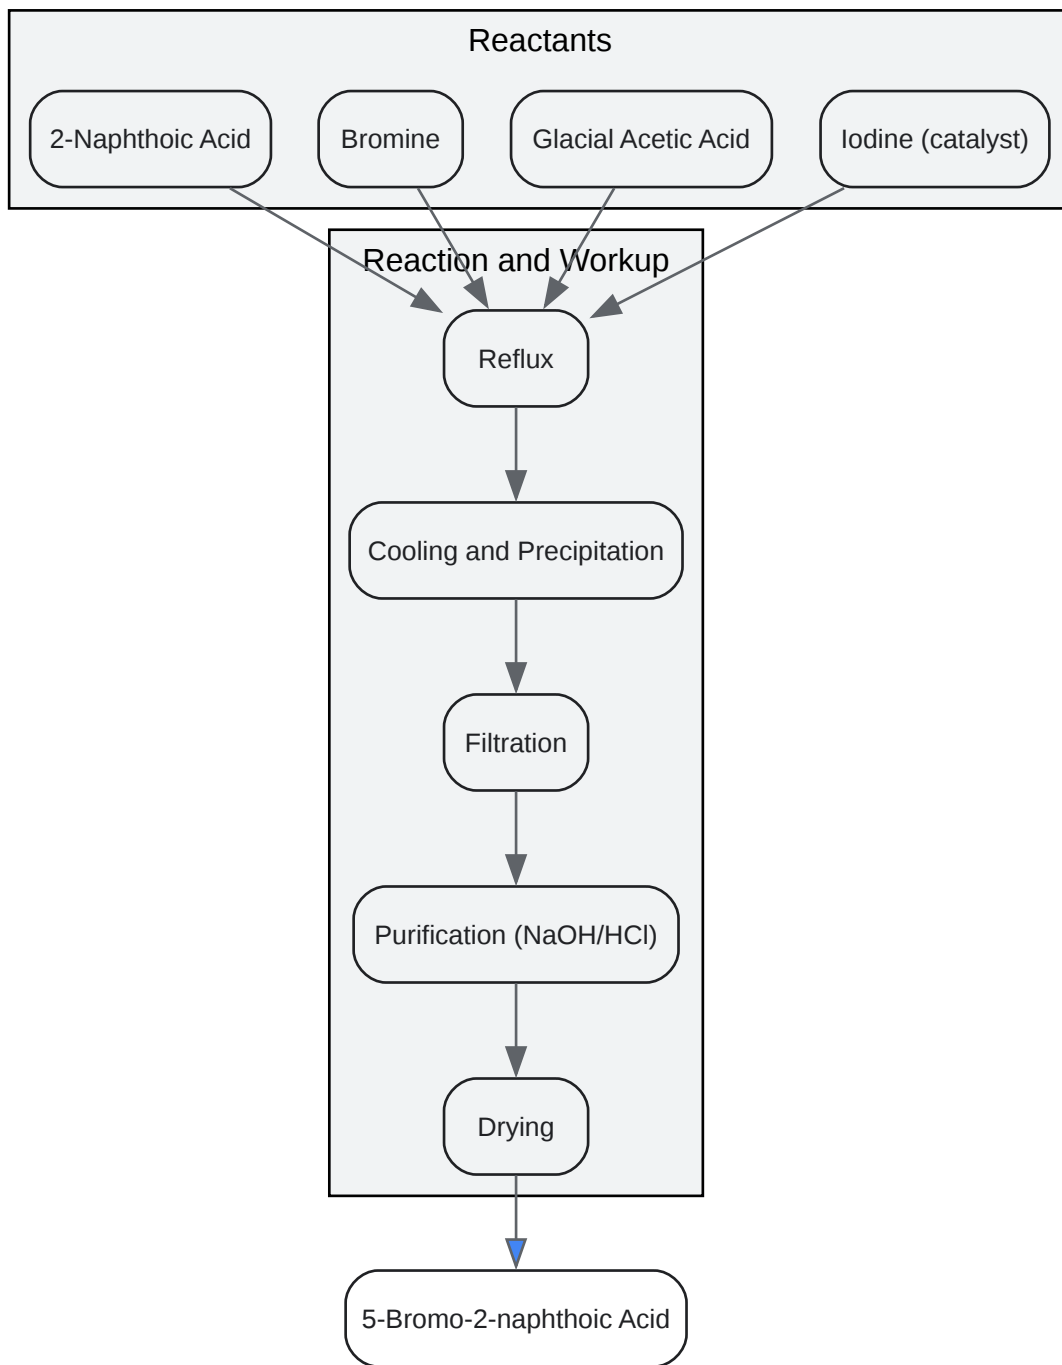 Reactants
2-Naphthoic Acid
Bromine
Glacial Acetic Acid
Iodine (catalyst)
Reaction and Workup
Reflux
Cooling and Precipitation
Filtration
Purification (NaOH/HCl)
Drying
5-Bromo-2-naphthoic Acid